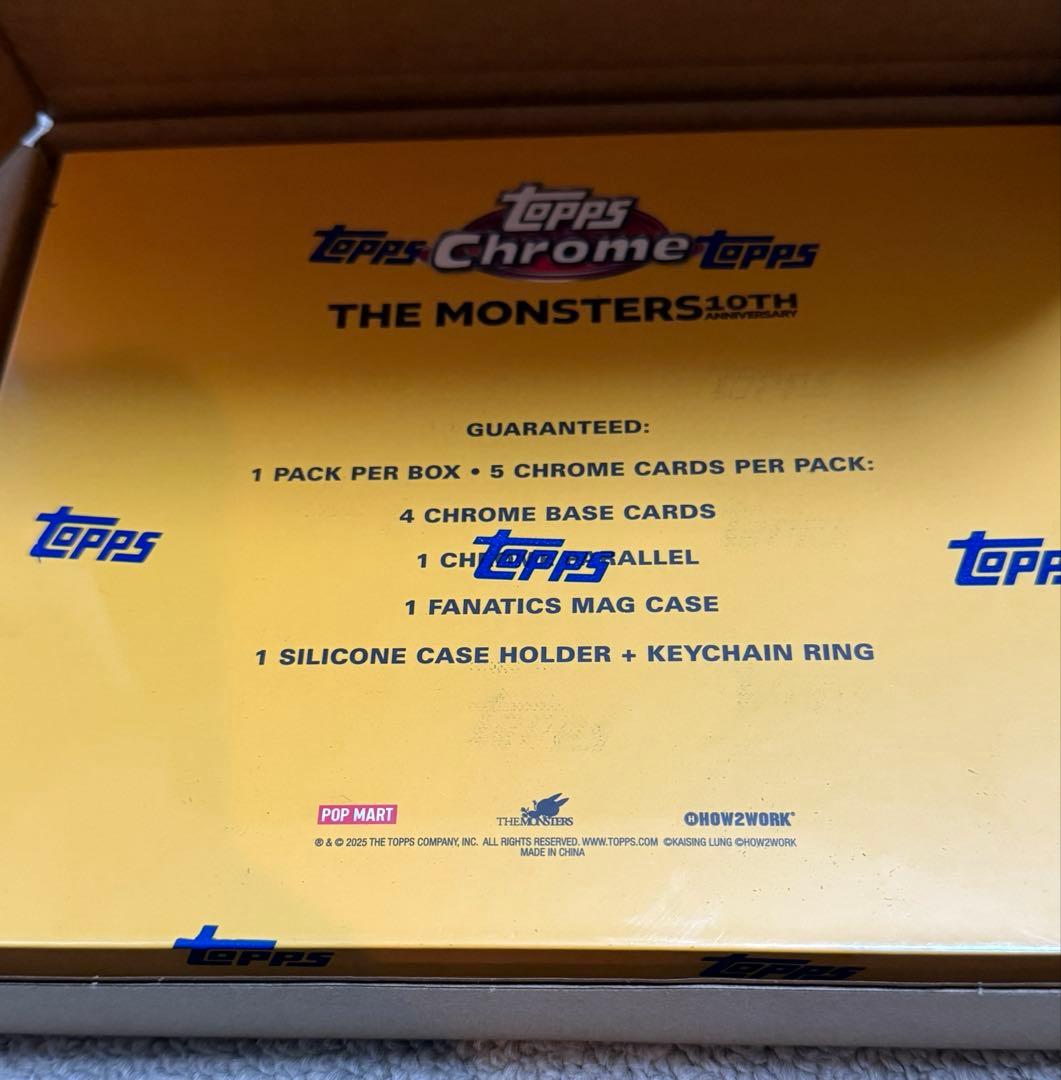 Topps
Topps Chrome Topps
THE MONSTERS 10TH
ANNIVERSARY
GUARANTEED:
1 PACK PER BOX • 5 CHROME CARDS PER PACK:
4 CHROME BASE CARDS
Topps Topps Topps
1 CHROME PARALLEL
1 FANATICS MAG CASE
1 SILICONE CASE HOLDER + KEYCHAIN RING
POP MART THE MONSTERS HOW2WORK
® & © 2025 THE TOPPS COMPANY, INC. ALL RIGHTS RESERVED. WWW.TOPPS.COM ©KAISING LUNG ©HOW2WORK
MADE IN CHINA
Topps Topps